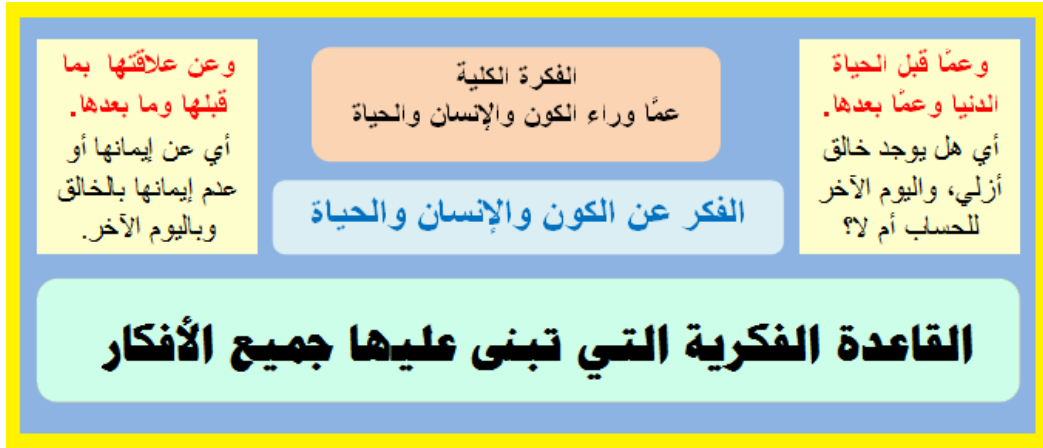 وعمَّا قبل الحياة
الدنيا وعمَّا بعدها.
أي هل يوجد خالق
أزلي، واليوم الآخر
للحساب أم لا؟
الفكرة الكلية
عمَّا وراء الكون والإنسان والحياة
الفكر عن الكون والإنسان والحياة
وعن علاقتها بما
قبلها وما بعدها.
أي عن إيمانها أو
عدم إيمانها بالخالق
وباليوم الآخر.
القاعدة الفكرية التي تبنى عليها جميع الأفكار